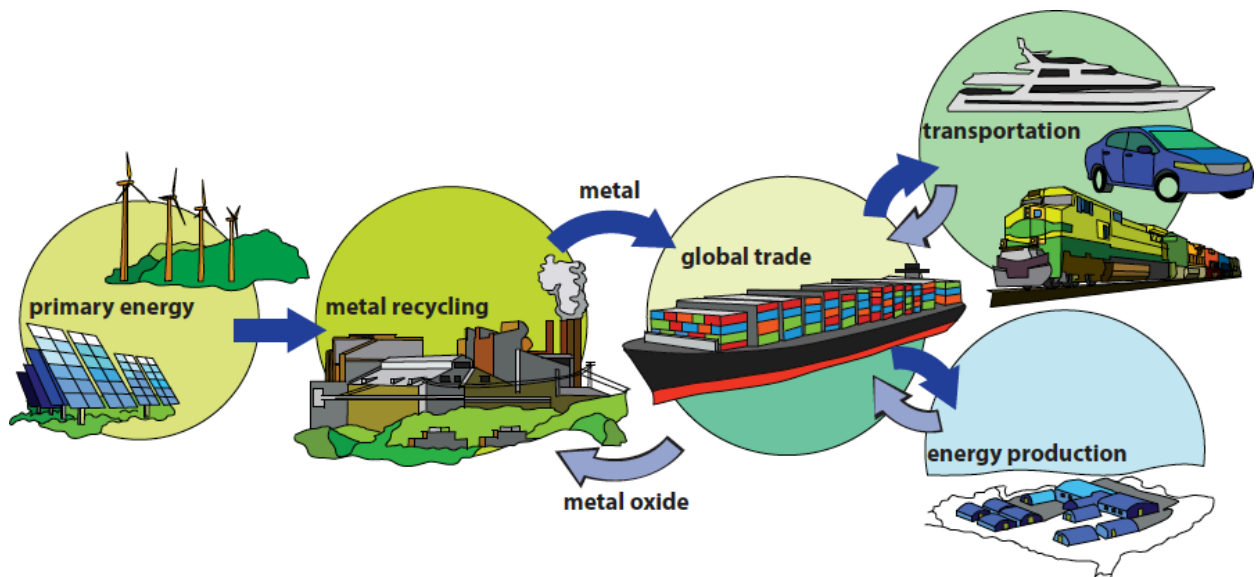 primary energy
metal recycling
metal
metal oxide
global trade
transportation
energy production